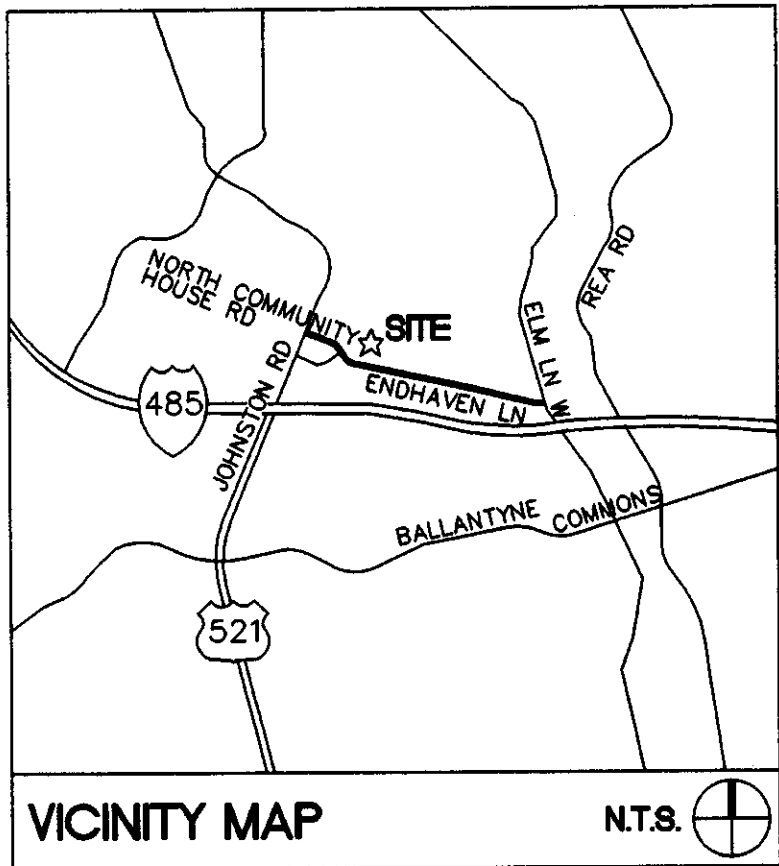 NORTH COMMUNITY
HOUSE RD
SITE
REA RD
ELM LN W
JOHNSTON RD
ENDHAVEN LN
485
BALLANTYNE COMMONS
521
VICINITY MAP
N.T.S.